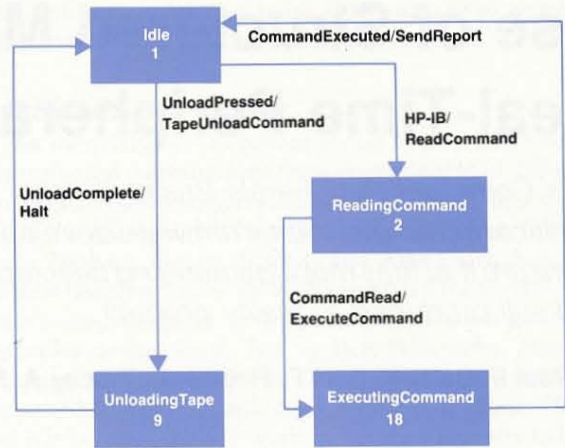 Idle
1
CommandExecuted/SendReport
UnloadPressed/
TapeUnloadCommand
HP-IB/
ReadCommand
UnloadComplete/
Halt
ReadingCommand
2
CommandRead/
ExecuteCommand
UnloadingTape
9
ExecutingCommand
18